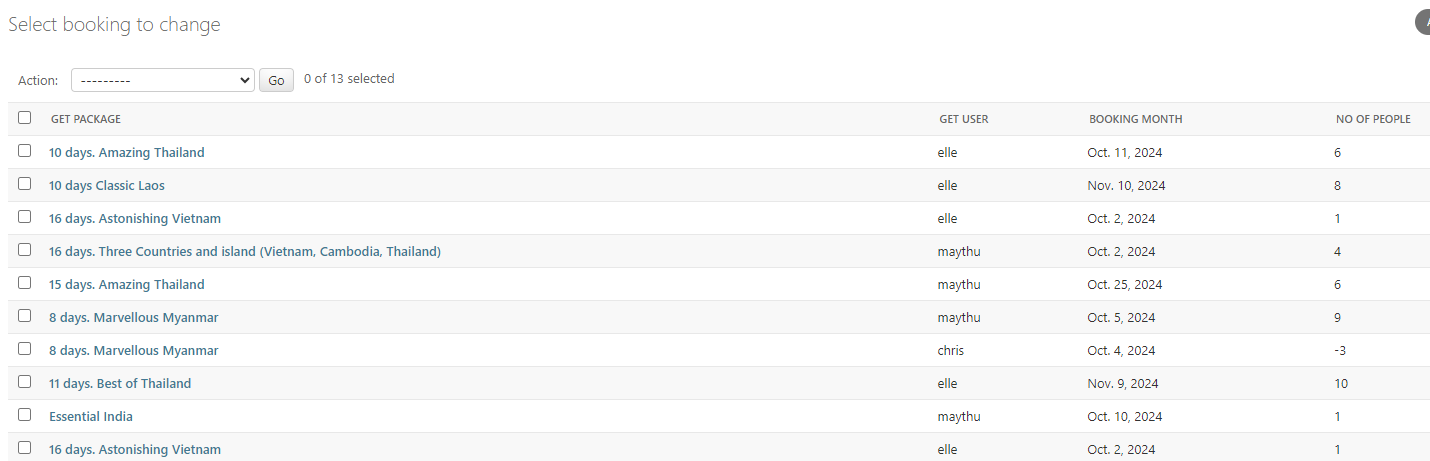 Select booking to change
Action: --------- Go 0 of 13 selected
GET PACKAGE GET USER BOOKING MONTH NO OF PEOPLE
10 days. Amazing Thailand elle Oct. 11, 2024 6
10 days Classic Laos elle Nov. 10, 2024 8
16 days. Astonishing Vietnam elle Oct. 2, 2024 1
16 days. Three Countries and island (Vietnam, Cambodia, Thailand) maythu Oct. 2, 2024 4
15 days. Amazing Thailand maythu Oct. 25, 2024 6
8 days. Marvellous Myanmar maythu Oct. 5, 2024 9
8 days. Marvellous Myanmar chris Oct. 4, 2024 -3
11 days. Best of Thailand elle Nov. 9, 2024 10
Essential India maythu Oct. 10, 2024 1
16 days. Astonishing Vietnam elle Oct. 2, 2024 1